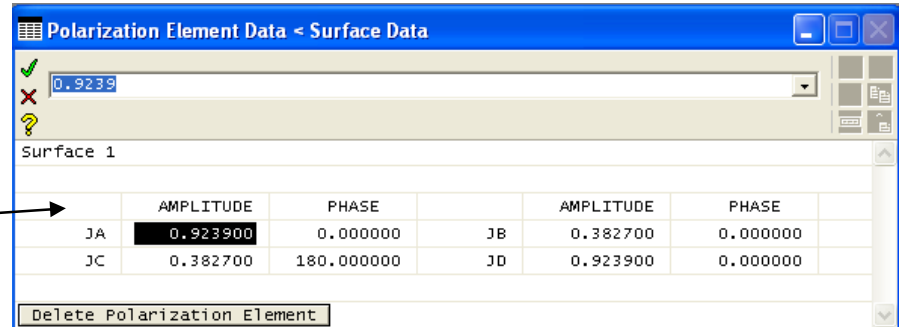 Polarization Element Data < Surface Data
0.9239
Surface 1
AMPLITUDE PHASE AMPLITUDE PHASE
JA 0.923900 0.000000 JB 0.382700 0.000000
JC 0.382700 180.000000 JD 0.923900 0.000000
Delete Polarization Element